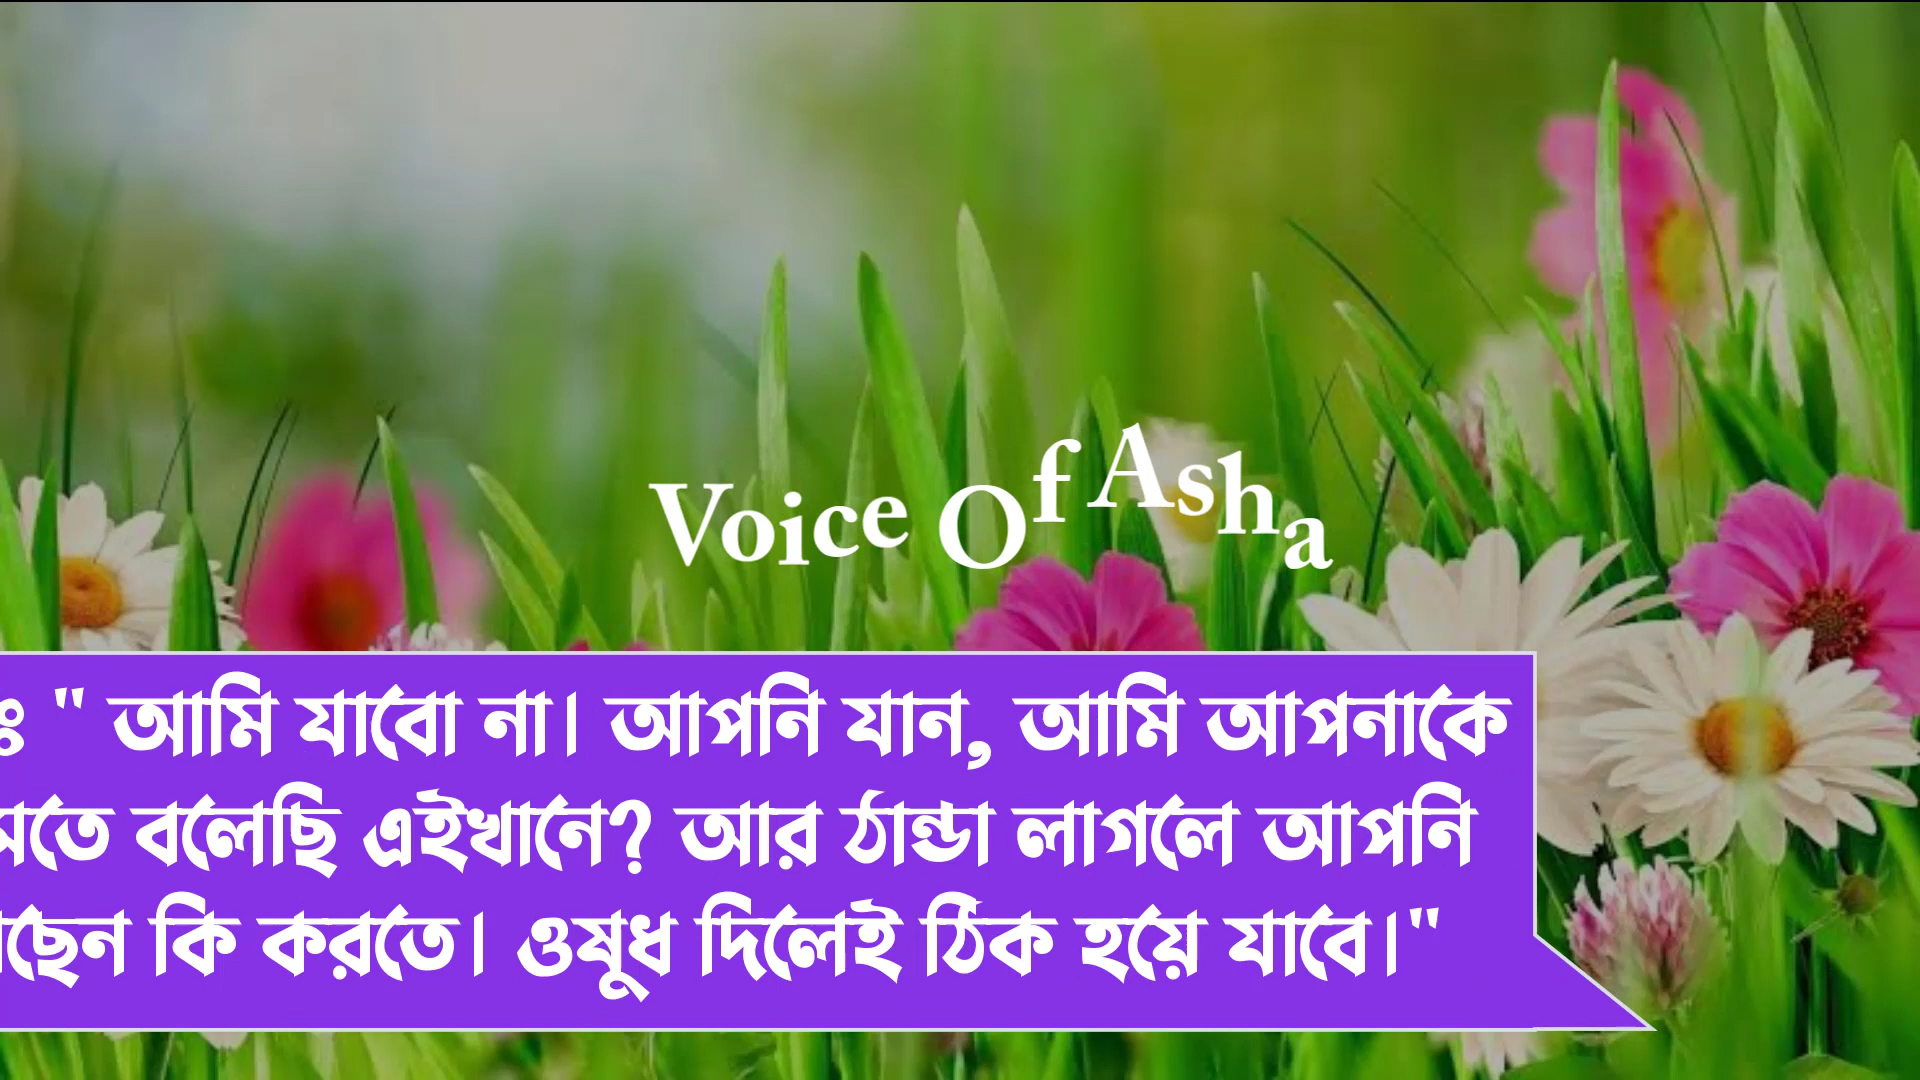 Voice Of Asha
" আমি যাবো না। আপনি যান, আমি আপনাকে
বলেছি এইখানে? আর ঠান্ডা লাগলে আপনি
কি করতে। ওষুধ দিলেই ঠিক হয়ে যাবে।"